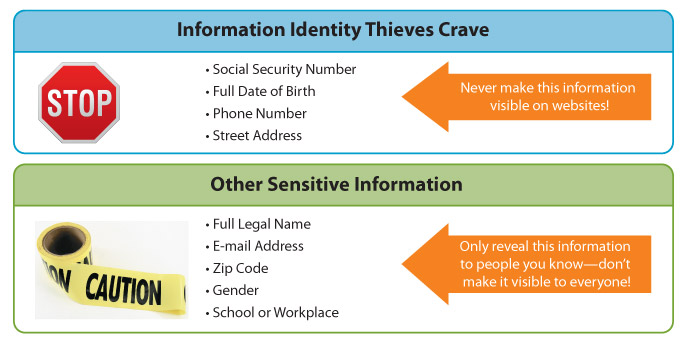 Information Identity Thieves Crave
STOP
• Social Security Number
• Full Date of Birth
• Phone Number
• Street Address
Never make this information
visible on websites!
Other Sensitive Information
ON CAUTION
• Full Legal Name
• E-mail Address
• Zip Code
• Gender
• School or Workplace
Only reveal this information
to people you know—don't
make it visible to everyone!